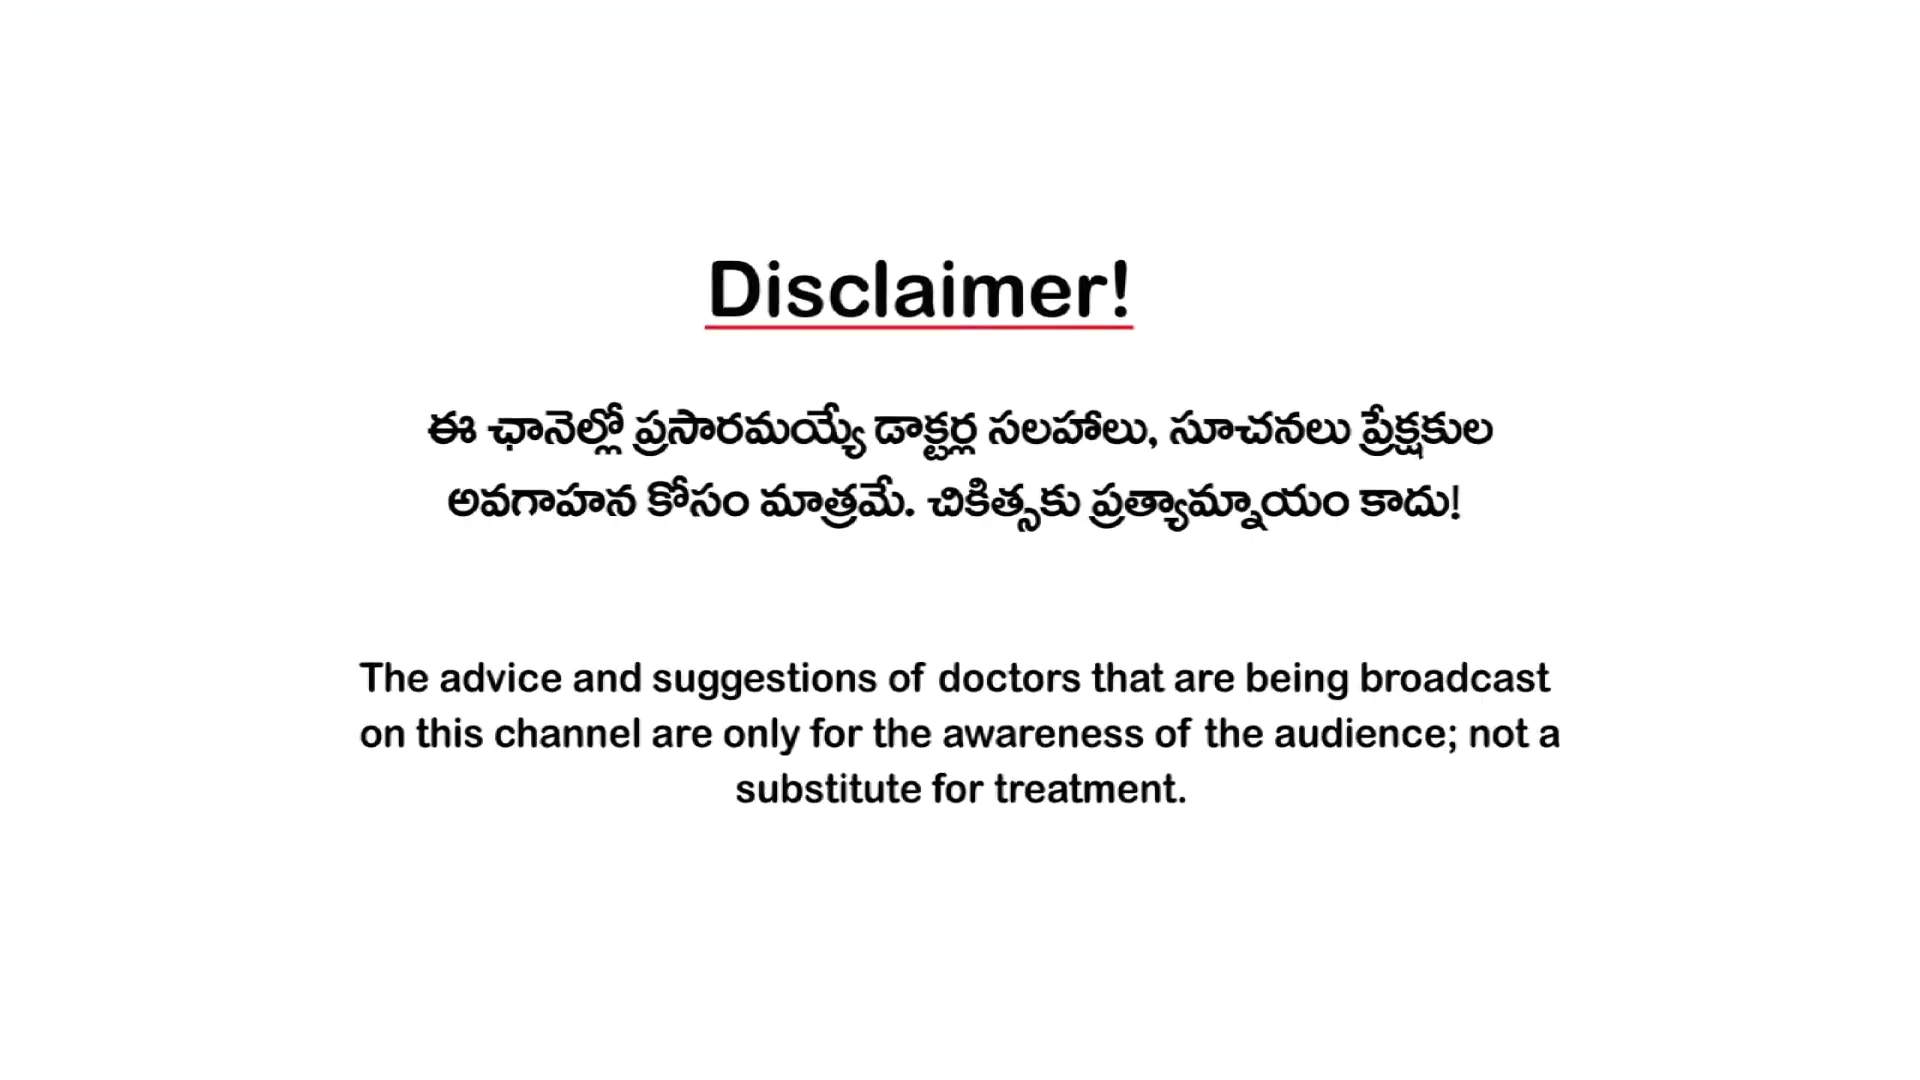 Disclaimer!
ఈ ఛానెల్లో ప్రసారమయ్యే డాక్టర్ల సలహాలు, సూచనలు ప్రేక్షకుల
అవగాహన కోసం మాత్రమే. చికిత్సకు ప్రత్యామ్నాయం కాదు!
The advice and suggestions of doctors that are being broadcast
on this channel are only for the awareness of the audience; not a
substitute for treatment.